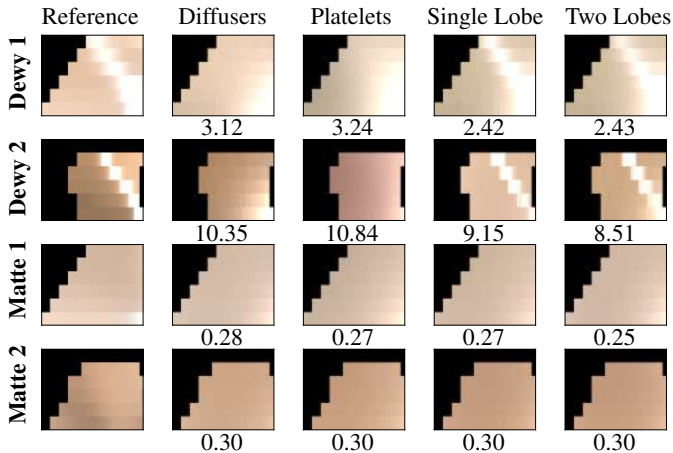 Reference Diffusers Platelets Single Lobe Two Lobes
Dewy 1
3.12 3.24 2.42 2.43
Dewy 2
10.35 10.84 9.15 8.51
Matte 1
0.28 0.27 0.27 0.25
Matte 2
0.30 0.30 0.30 0.30